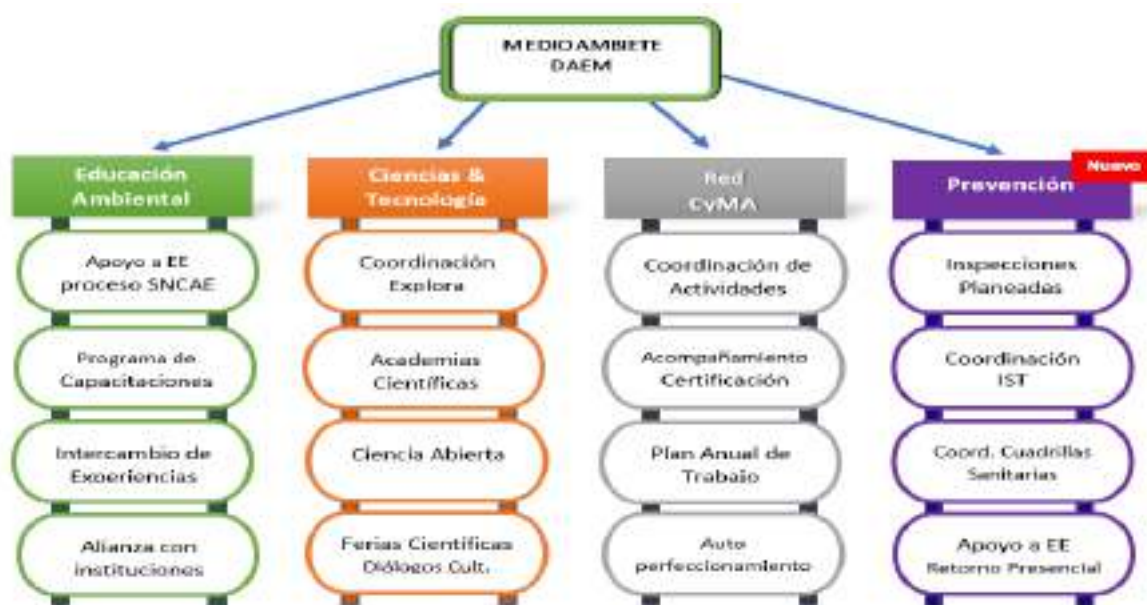 MEDIO AMBIETE
DAEM
Educación
Ambiental
Apoyo a EE
proceso SNCAE
Programa de
Capacitaciones
Intercambio de
Experiencias
Alianza con
instituciones
Ciencias &
Tecnología
Coordinación
Explora
Academias
Científicas
Ciencia Abierta
Ferias Científicas
Diálogos Cult.
Red
CyMA
Coordinación de
Actividades
Acompañamiento
Certificación
Plan Anual de
Trabajo
Auto
perfeccionamiento
Nuevo
Prevención
Inspecciones
Planeadas
Coordinación
IST
Coord. Cuadrillas
Sanitarias
Apoyo a EE
Retorno Presencial